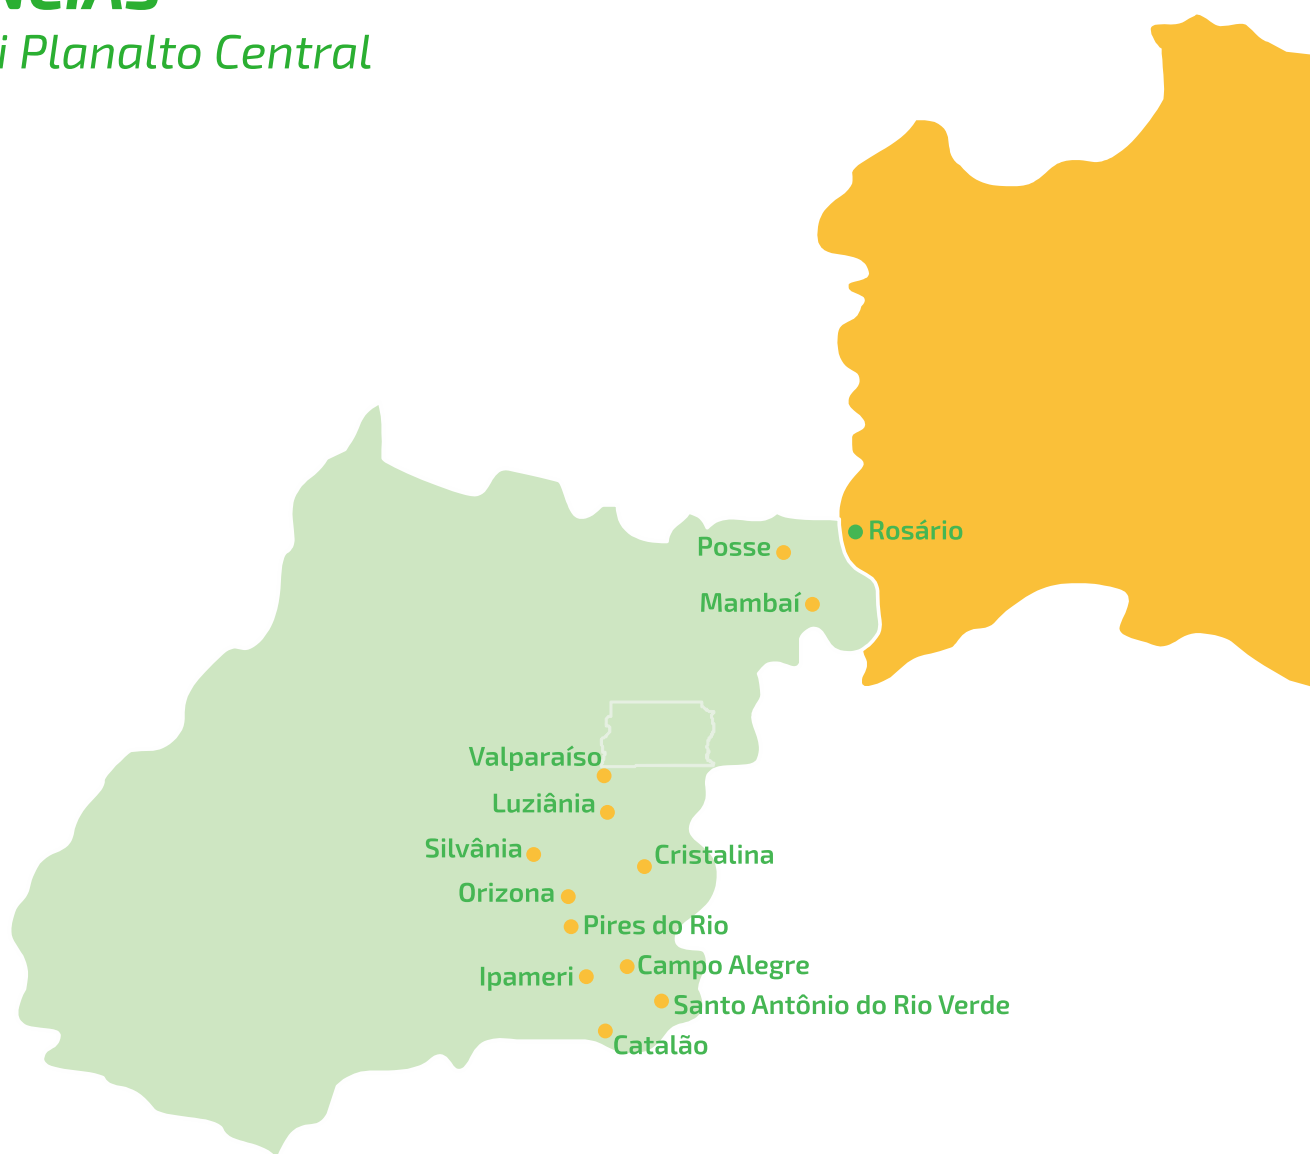 i Planalto Central
Rosário
Posse
Mambaí
Valparaíso
Luziânia
Silvânia
Cristalina
Orizona
Pires do Rio
Campo Alegre
Ipameri
Santo Antônio do Rio Verde
Catalão